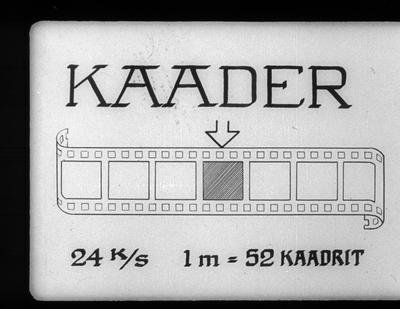 KAADER
24 K/s 1 m = 52 KAADRIT